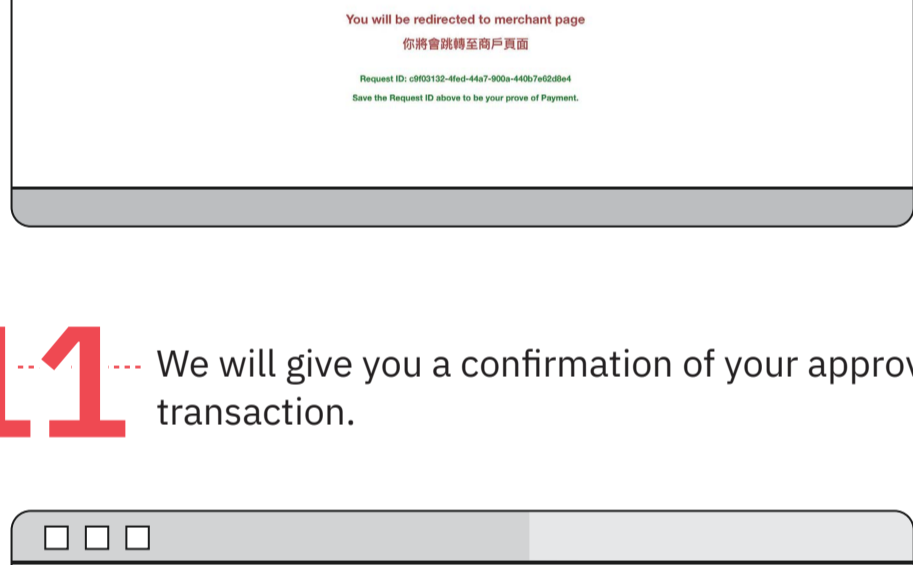 You will be redirected to merchant page
你將會跳轉至商戶頁面
Request ID: c9f03132-4fed-44a7-900a-440b7e62d8e4
Save the Request ID above to be your prove of Payment.
11
We will give you a confirmation of your approv
transaction.